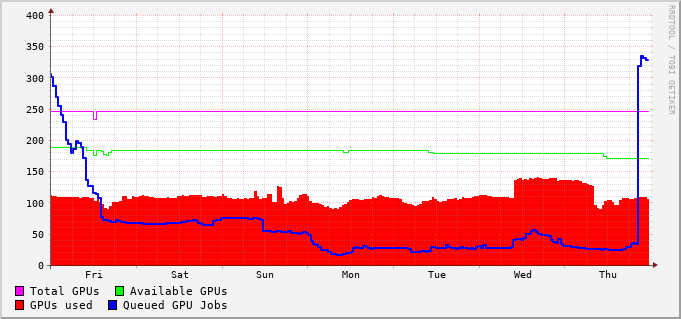 RRDTOOL / TOBI OETIKER
400
350
300
250
200
150
100
50
0
Fri Sat Sun Mon Tue Wed Thu
Total GPUs Available GPUs
GPUs used Queued GPU Jobs